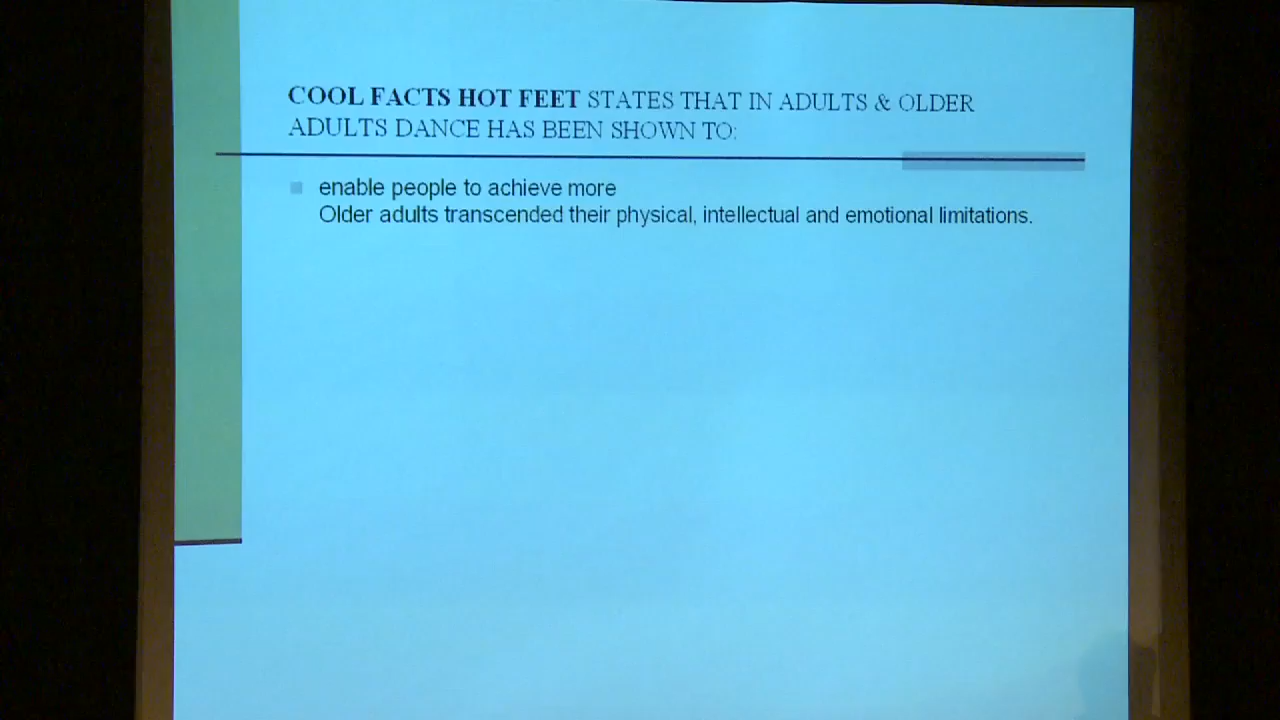 COOL FACTS HOT FEET STATES THAT IN ADULTS & OLDER
ADULTS DANCE HAS BEEN SHOWN TO:
enable people to achieve more
Older adults transcended their physical, intellectual and emotional limitations.